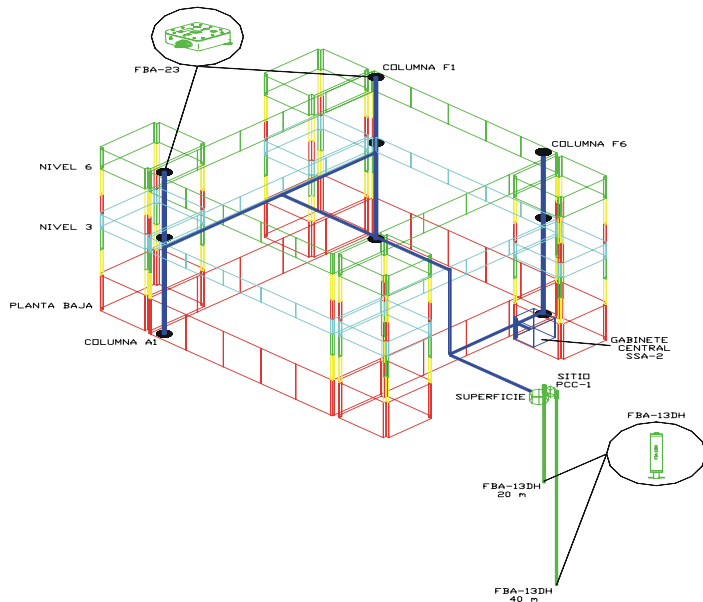 FBA-23
COLUMNA F1
COLUMNA F6
NIVEL 6
NIVEL 3
PLANTA BAJA
COLUMNA A1
GABINETE
CENTRAL
SSA-2
SITIO
PCC-1
SUPERFICIE
FBA-13DH
FBA-13DH
20 m
FBA-13DH
40 m